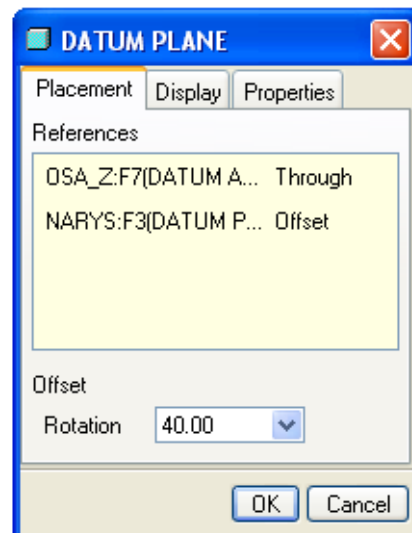 DATUM PLANE
Placement Display Properties
References
OSA_Z:F7(DATUM A... Through
NARYS:F3(DATUM P... Offset
Offset
Rotation 40.00
OK Cancel